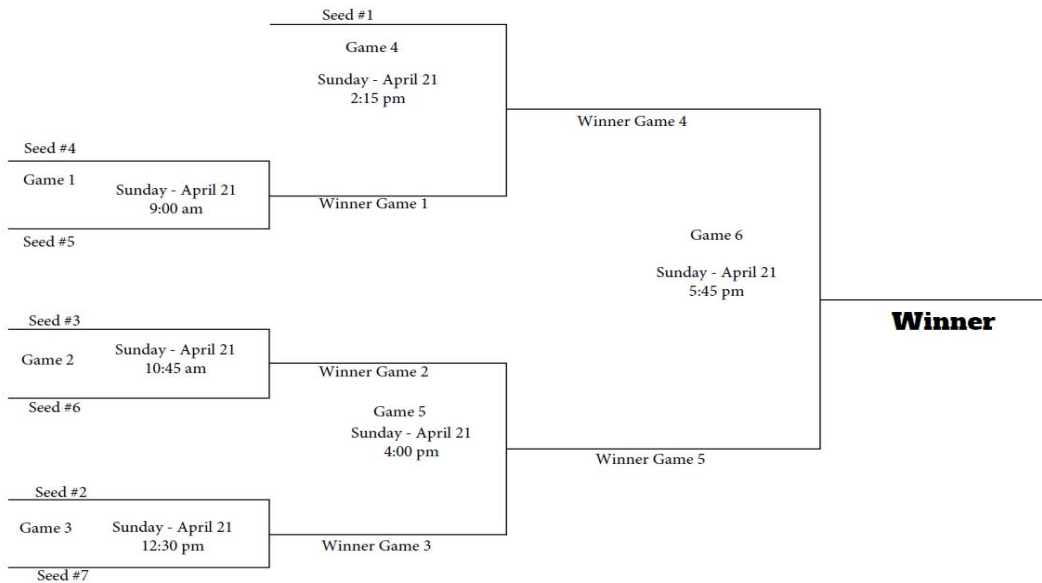 Seed #1
Game 4
Sunday - April 21
2:15 pm
Winner Game 4
Seed #4
Game 1
Sunday - April 21
9:00 am
Winner Game 1
Seed #5
Game 6
Sunday - April 21
5:45 pm
Winner
Seed #3
Game 2
Sunday - April 21
10:45 am
Winner Game 2
Seed #6
Game 5
Sunday - April 21
4:00 pm
Winner Game 5
Seed #2
Game 3
Sunday - April 21
12:30 pm
Winner Game 3
Seed #7